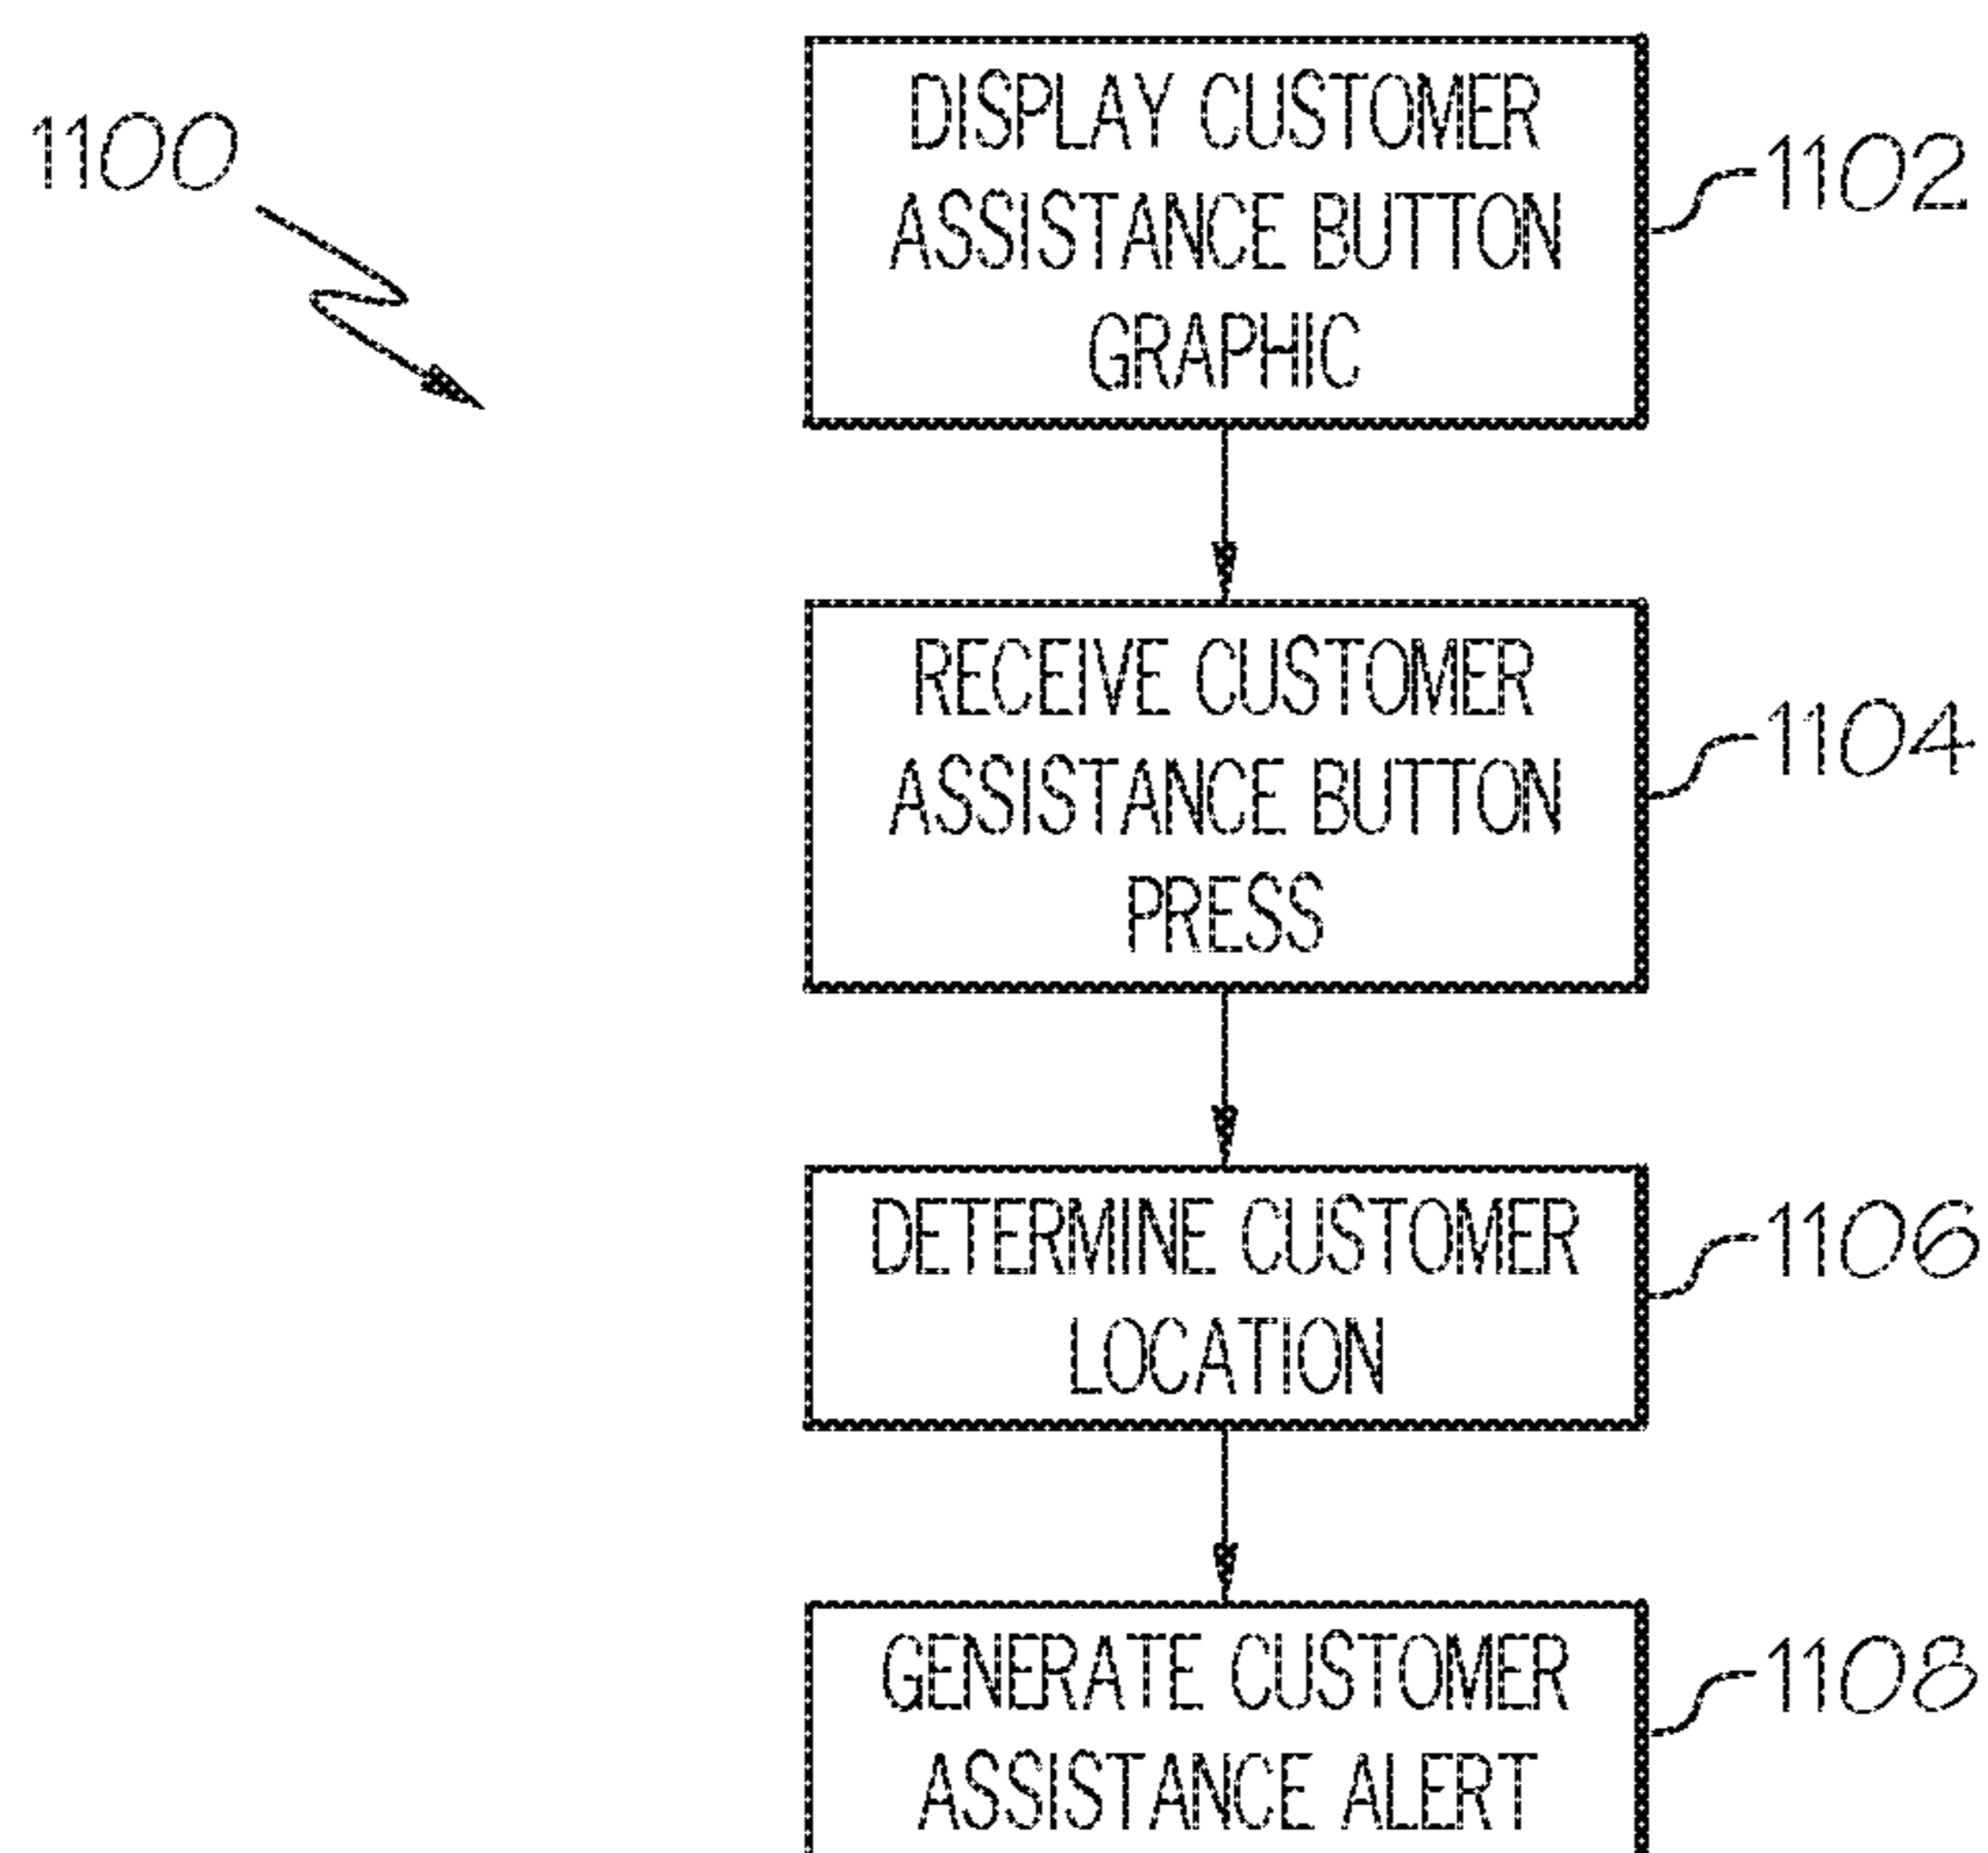 1100
DISPLAY CUSTOMER
ASSISTANCE BUTTON
GRAPHIC
1102
RECEIVE CUSTOMER
ASSISTANCE BUTTON
PRESS
1104
DETERMINE CUSTOMER
LOCATION
1106
GENERATE CUSTOMER
ASSISTANCE ALERT
1108